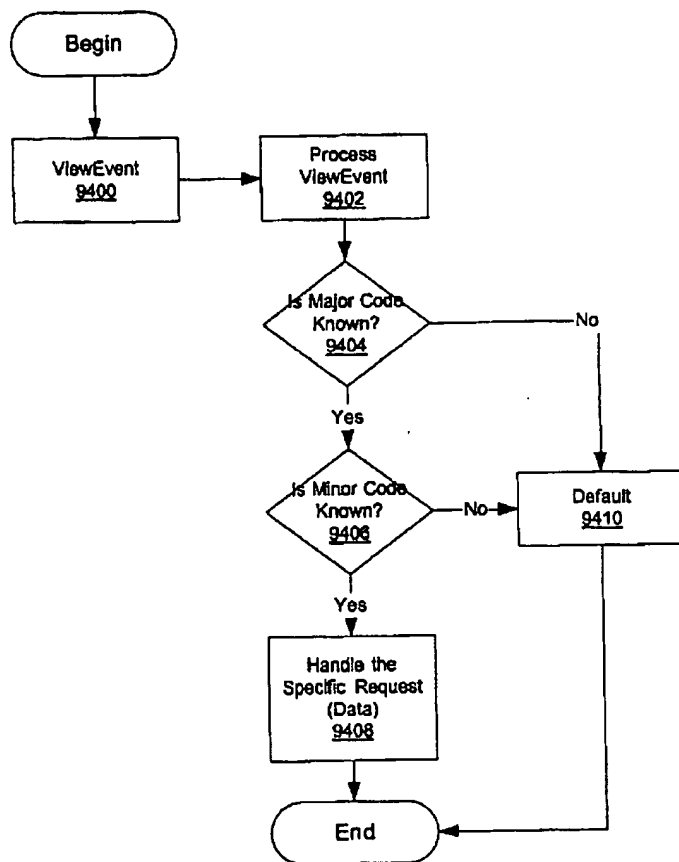 Begin
ViewEvent
9400
Process
ViewEvent
9402
Is Major Code
Known?
9404
No
Yes
Is Minor Code
Known?
9406
No
Default
9410
Yes
Handle the
Specific Request
(Data)
9408
End